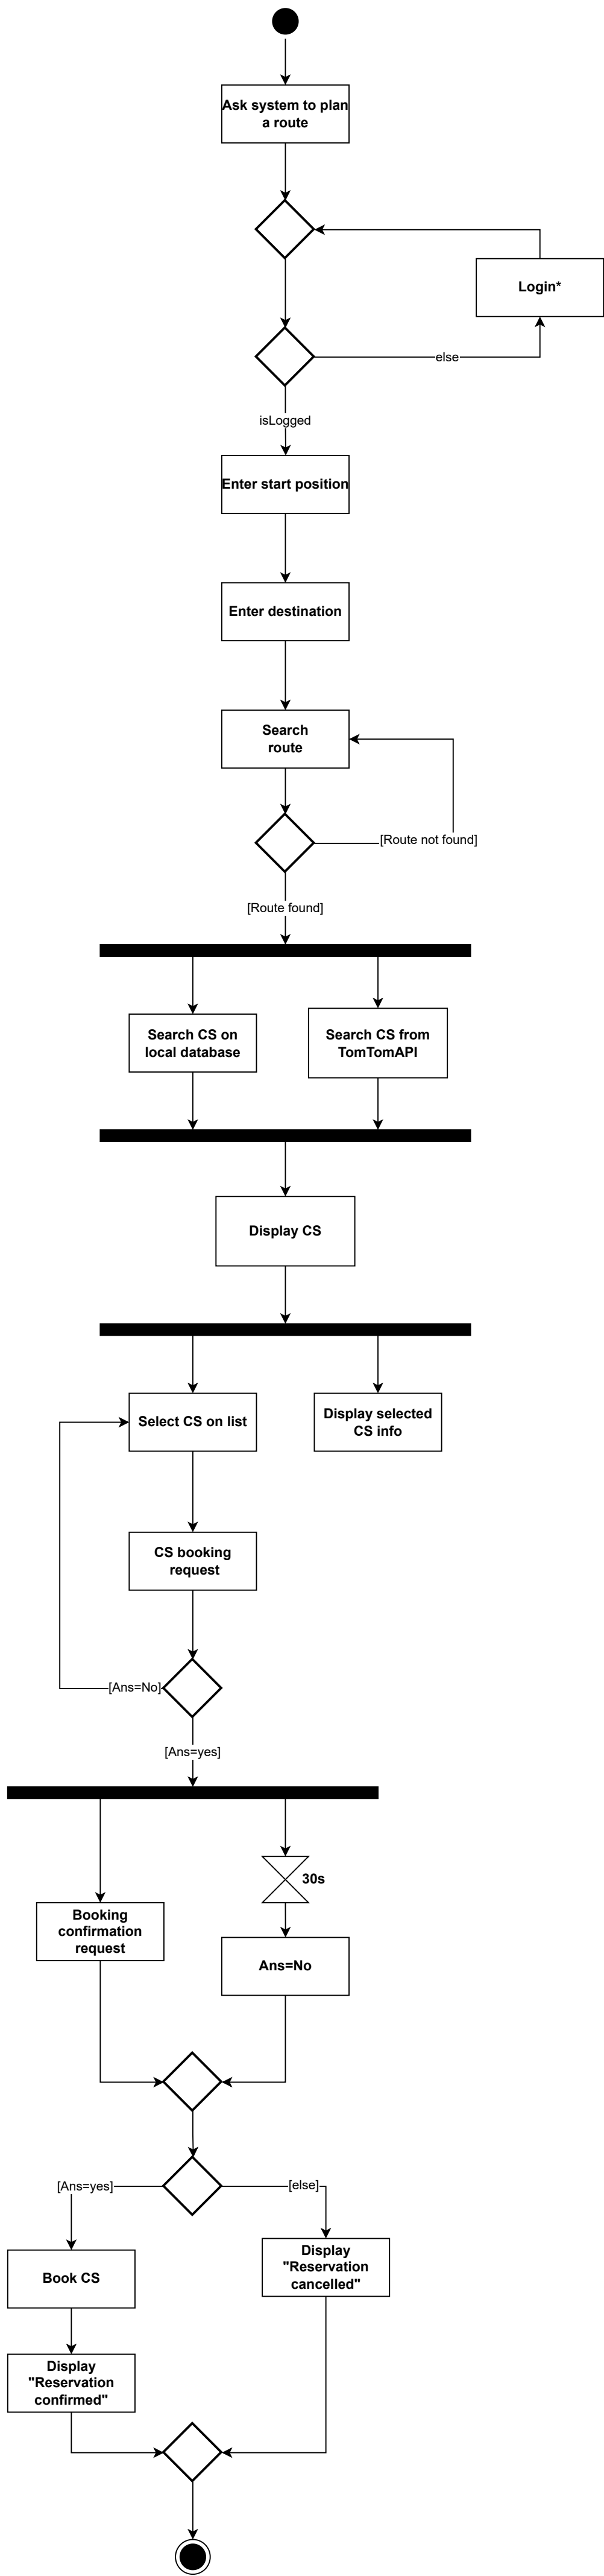 Ask system to plan
a route
Login*
else
isLogged
Enter start position
Enter destination
Search
route
[Route not found]
[Route found]
Search CS on
local database
Search CS from
TomTomAPI
Display CS
Select CS on list
Display selected
CS info
CS booking
request
[Ans=No]
[Ans=yes]
30s
Booking
confirmation
request
Ans=No
[Ans=yes]
[else]
Display
"Reservation
cancelled"
Book CS
Display
"Reservation
confirmed"